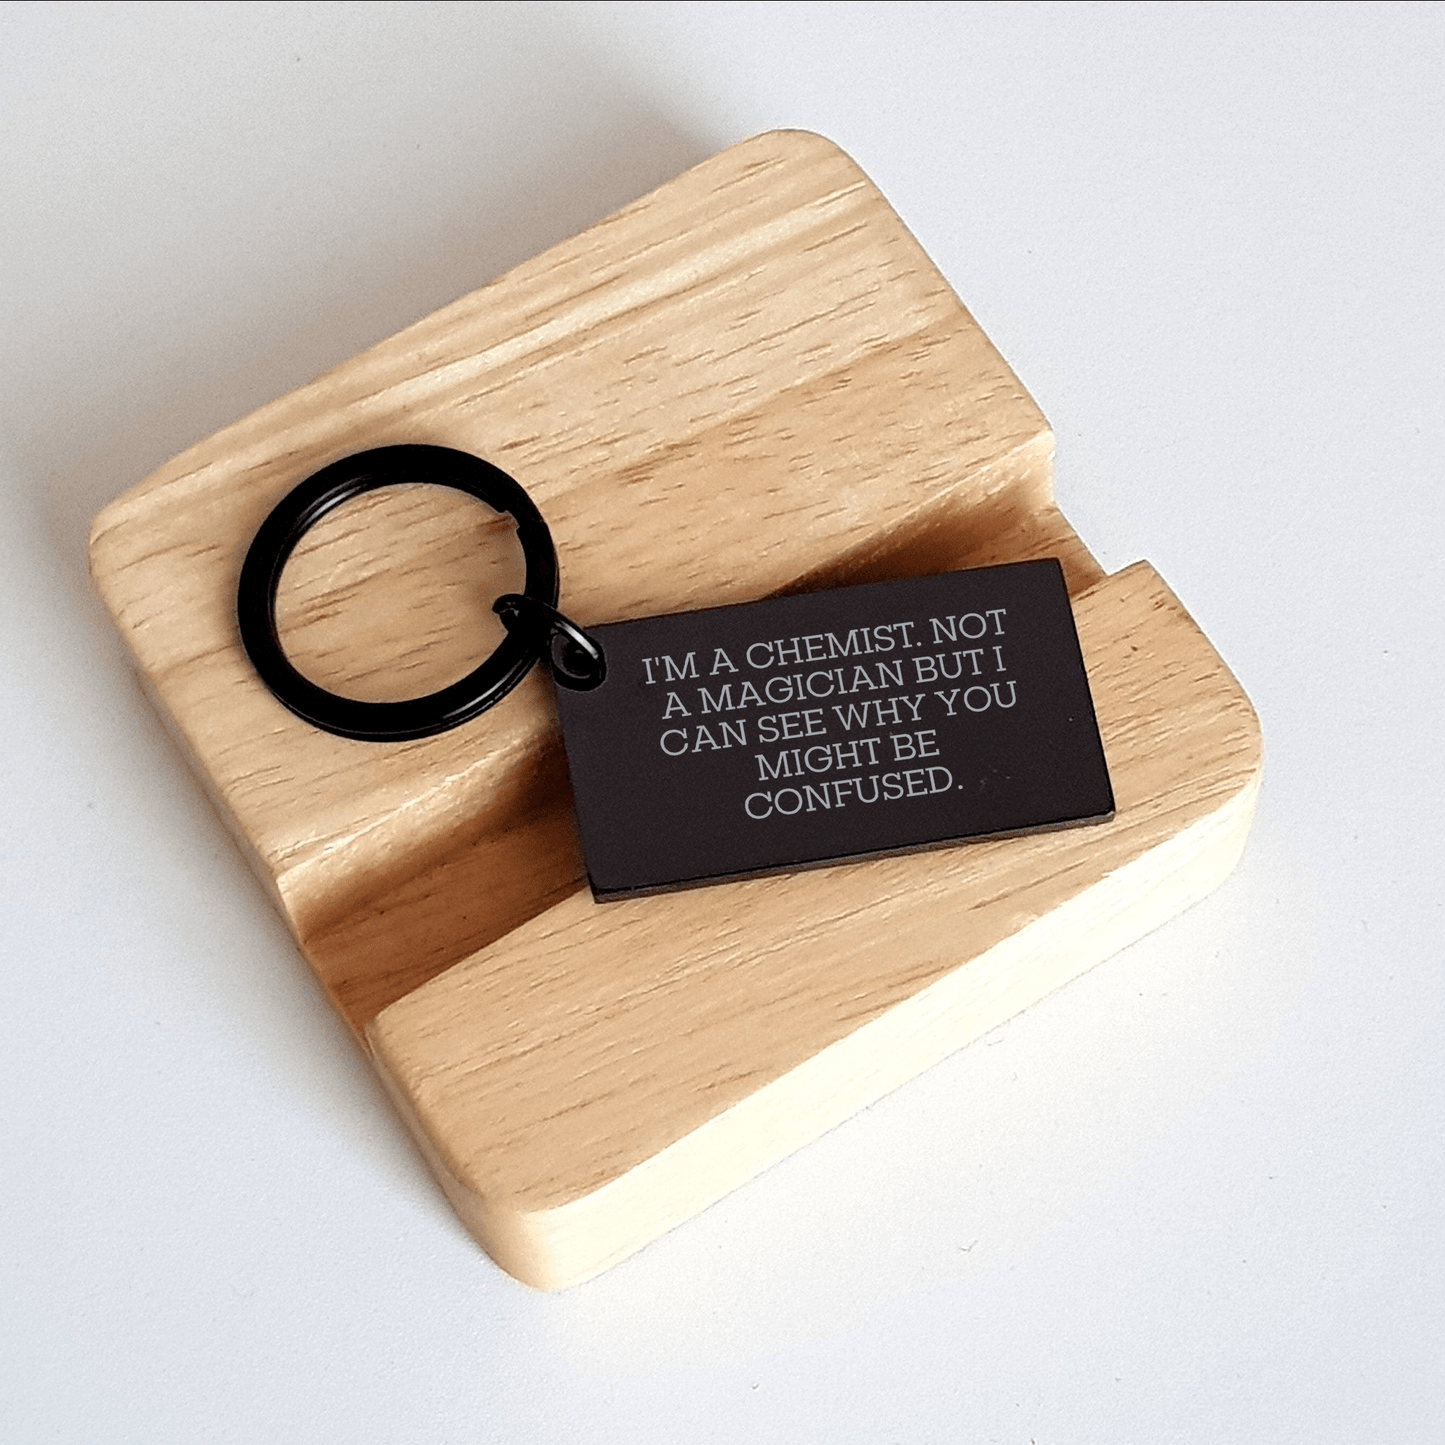 I'M A CHEMIST. NOT
A MAGICIAN BUT I
CAN SEE WHY YOU
MIGHT BE
CONFUSED.